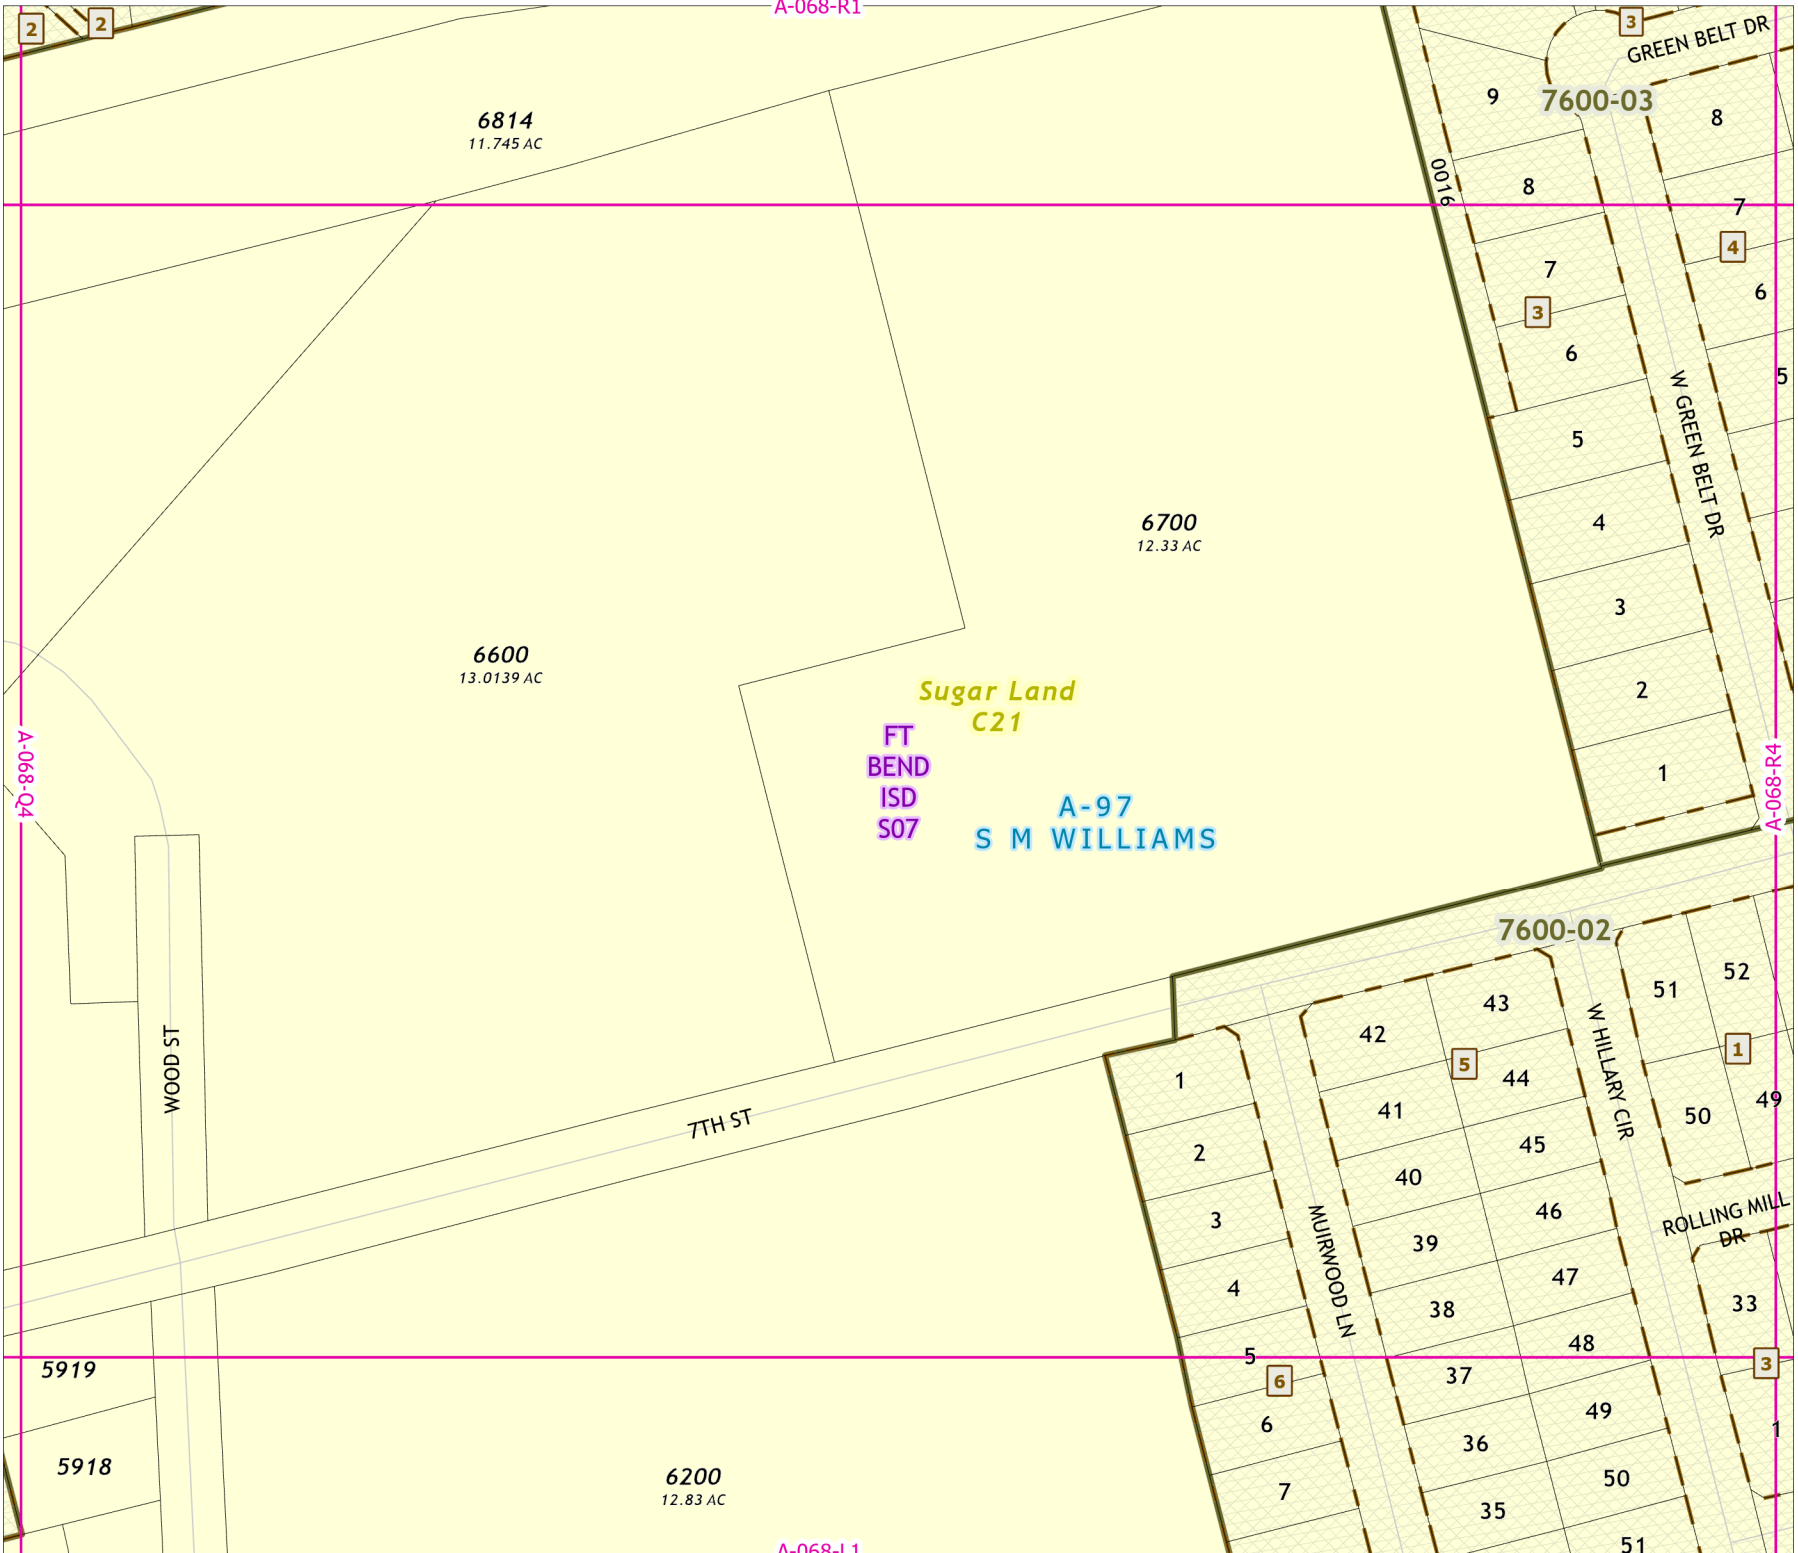 A-068-R1
2
2
3
GREEN BELT DR
7600-03
9
8
6814
11.745 AC
0016
8
7
4
7
6
3
6
5
W GREEN BELT DR
5
4
6700
12.33 AC
3
6600
13.0139 AC
2
Sugar Land
C21
FT
BEND
ISD
S07
A-97
S M WILLIAMS
1
A-068-Q4
A-068-R4
7600-02
52
51
43
42
W HILLARY CIR
WOOD ST
1
5
44
1
41
49
50
7TH ST
45
2
40
46
3
ROLLING MILL
DR
39
MUIRWOOD LN
47
4
38
33
48
5
3
5919
37
6
49
6
1
36
5918
50
6200
12.83 AC
7
35
51
A-068-L1